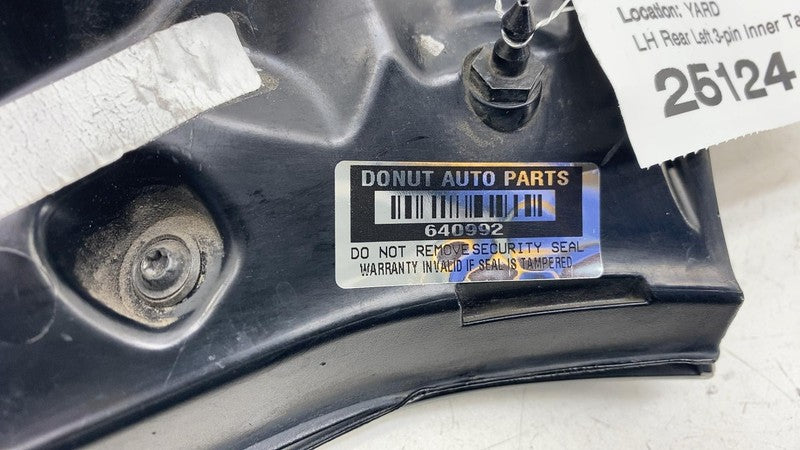 Location: YARD
LH Rear Left 3-pin Inner Ta
25124
DONUT AUTO PARTS
640992
DO NOT REMOVE SECURITY SEAL
WARRANTY INVALID IF SEAL IS TAMPERED